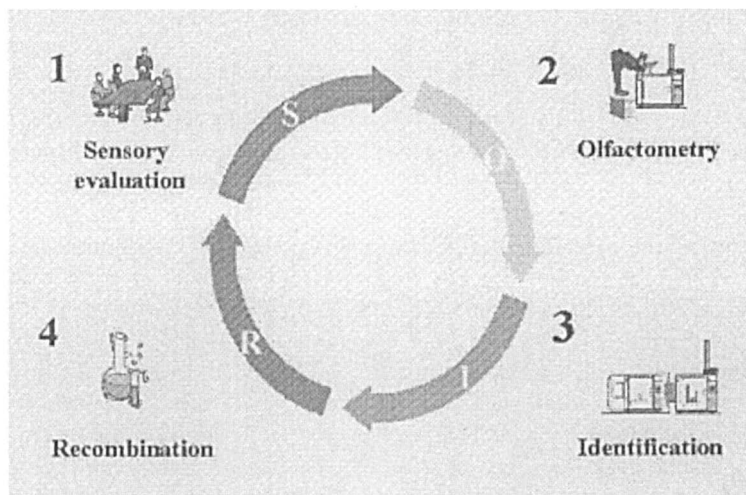 1
Sensory
evaluation
S
2
Olfactometry
O
3
Identification
I
4
Recombination
R